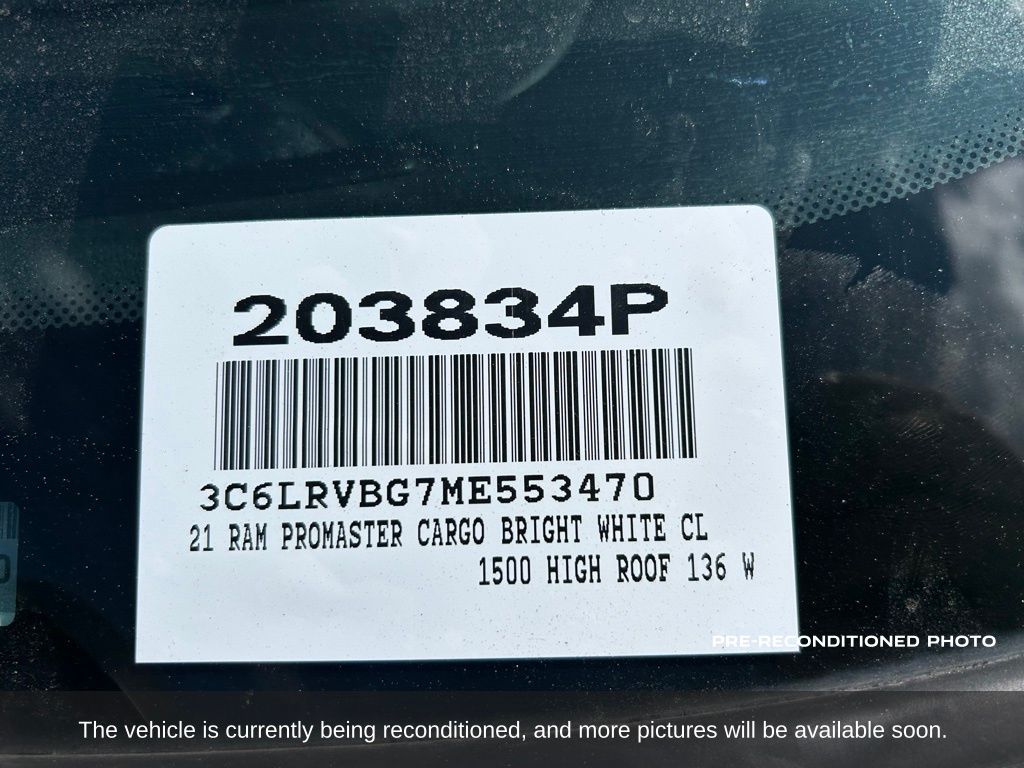 203834P
3C6LRVBG7ME553470
21 RAM PROMASTER CARGO BRIGHT WHITE CL
1500 HIGH ROOF 136 W
PRE-RECONDITIONED PHOTO
The vehicle is currently being reconditioned, and more pictures will be available soon.